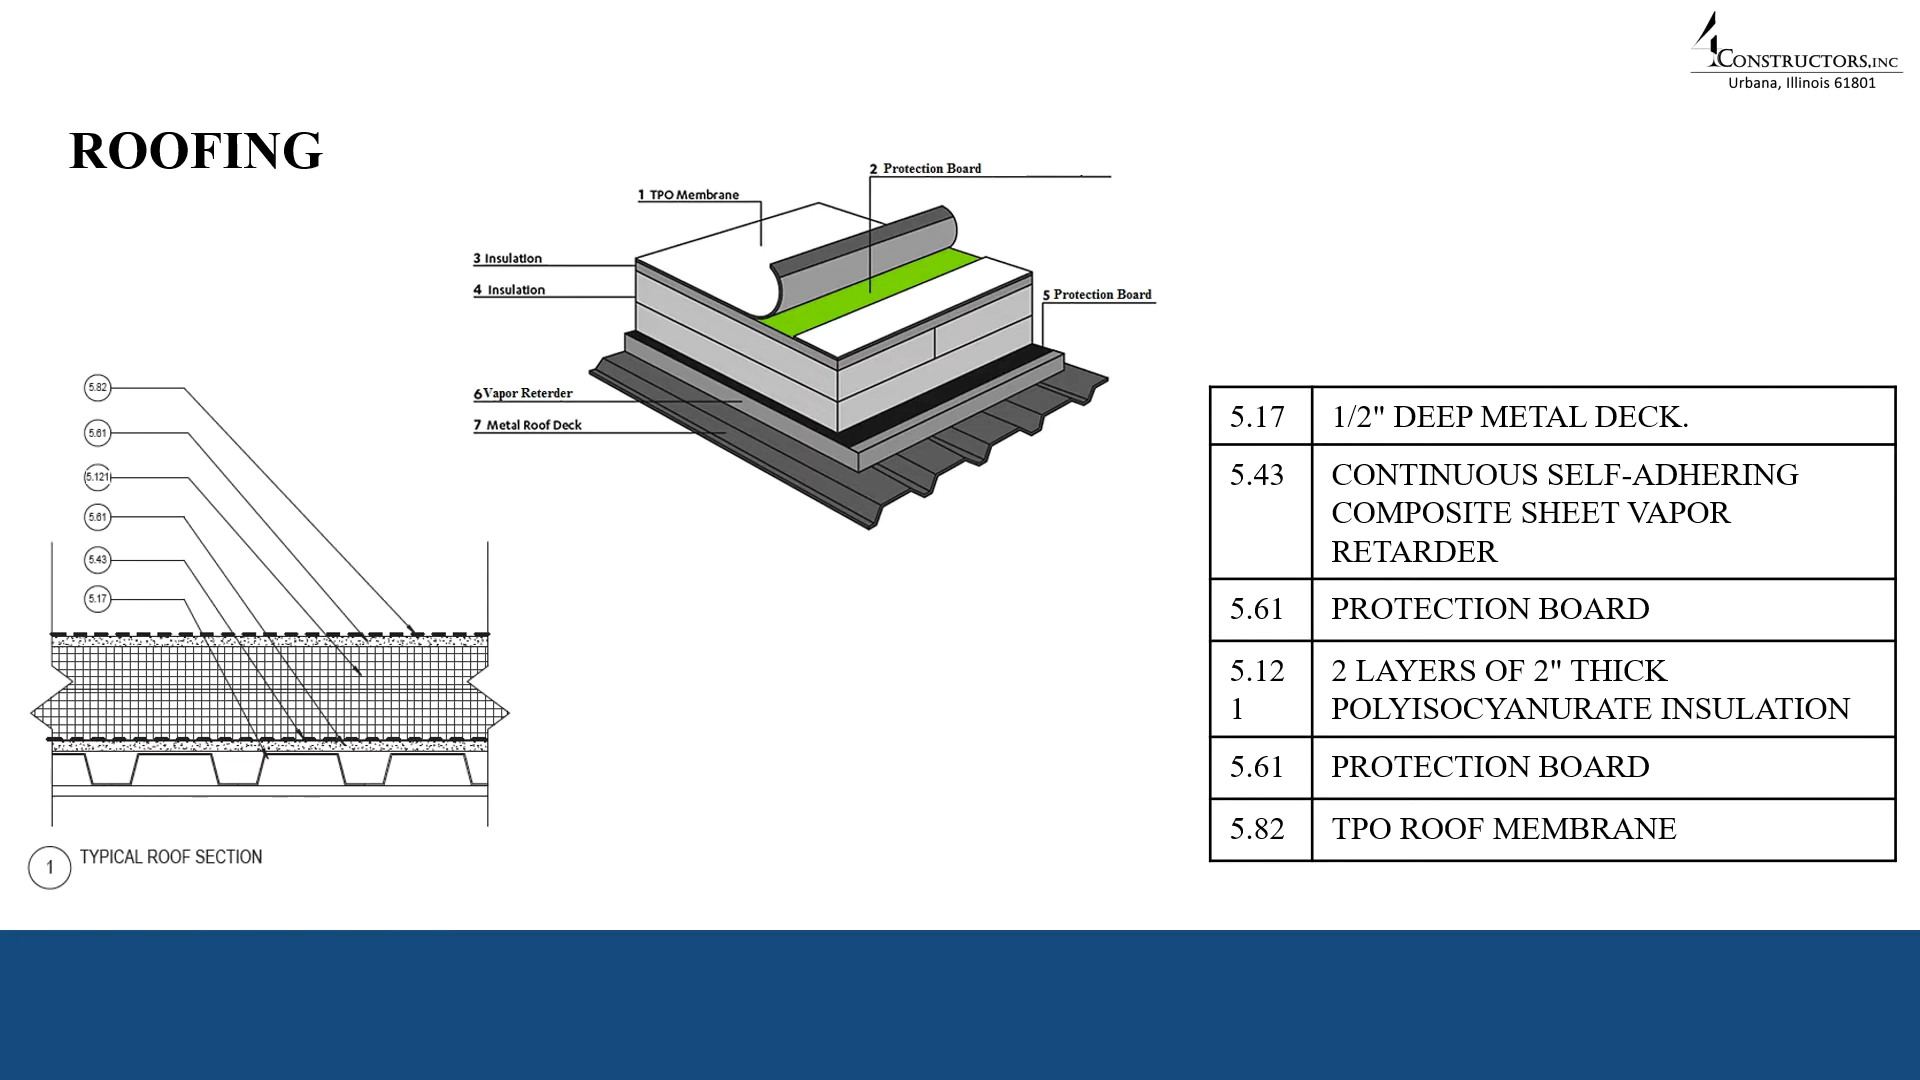 4CONSTRUCTORS,INC
Urbana, Illinois 61801
ROOFING
2 Protection Board
1 TPO Membrane
3 Insulation
4 Insulation
5 Protection Board
6 Vapor Reterder
7 Metal Roof Deck
5.82
5.61
5.121
5.61
5.43
5.17
1 TYPICAL ROOF SECTION
5.17 1/2" DEEP METAL DECK.
5.43 CONTINUOUS SELF-ADHERING
COMPOSITE SHEET VAPOR
RETARDER
5.61 PROTECTION BOARD
5.12 2 LAYERS OF 2" THICK
1 POLYISOCYANURATE INSULATION
5.61 PROTECTION BOARD
5.82 TPO ROOF MEMBRANE